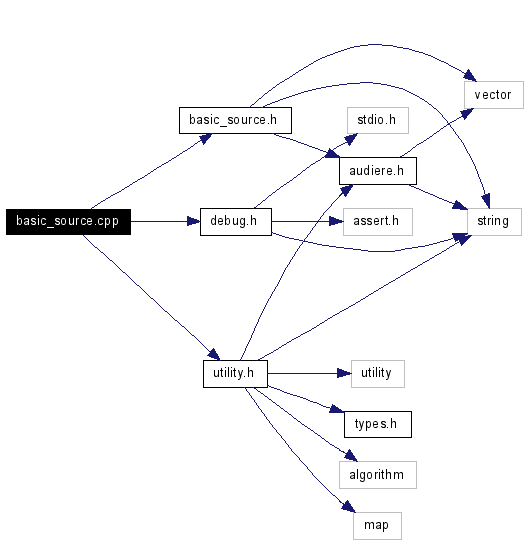 vector
basic_source.h
stdio.h
audiere.h
basic_source.cpp
debug.h
assert.h
string
utility.h
utility
types.h
algorithm
map